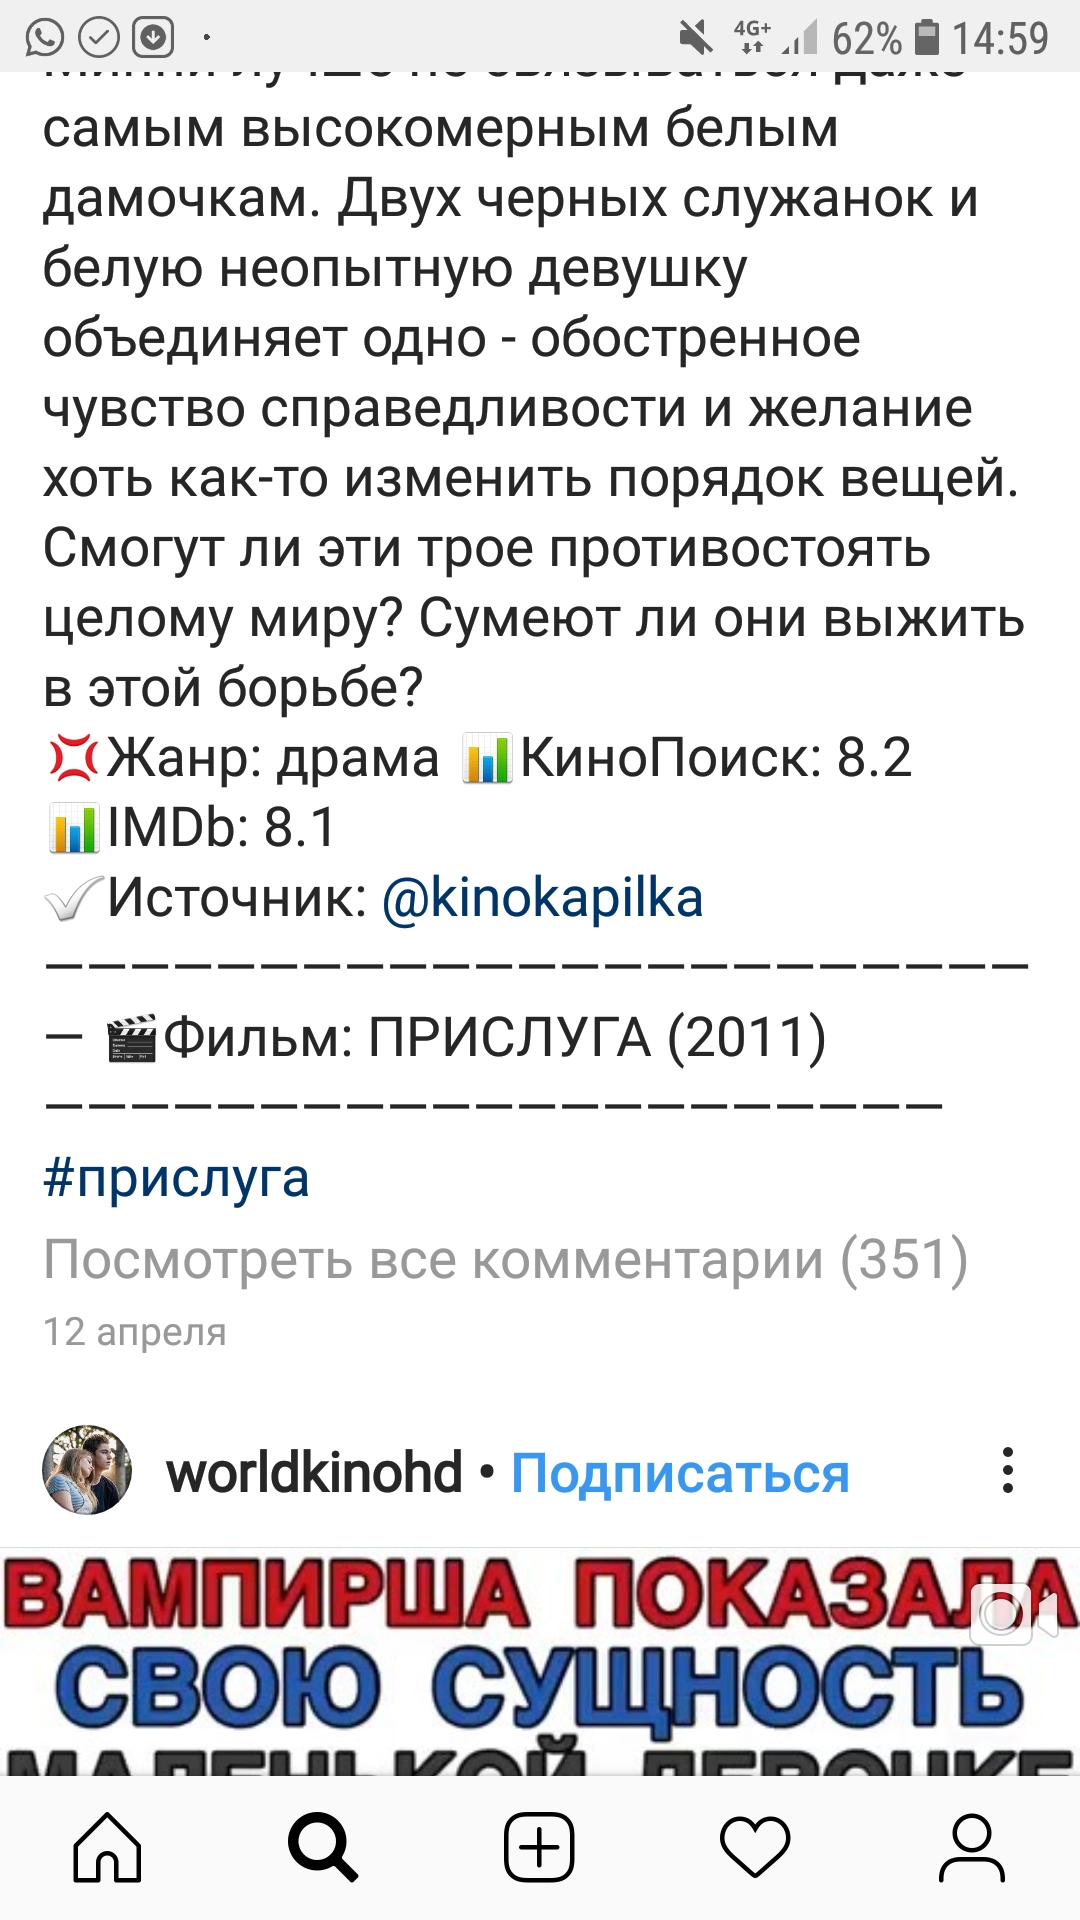 4G+ 62% 14:59
самым высокомерным белым
дамочкам. Двух черных служанок и
белую неопытную девушку
объединяет одно - обостренное
чувство справедливости и желание
хоть как-то изменить порядок вещей.
Смогут ли эти трое противостоять
целому миру? Сумеют ли они выжить
в этой борьбе?
💢Жанр: драма 📊КиноПоиск: 8.2
📊IMDb: 8.1
✔Источник: @kinokapilka
———————————————————————
— 🎬Фильм: ПРИСЛУГА (2011)
—————————————————————
#прислуга
Посмотреть все комментарии (351)
12 апреля
worldkinohd • Подписаться
ВАМПИРША ПОКАЗАЛА
СВОЮ СУЩНОСТЬ
МАЛЕНЬКОЙ ДЕВОЧКЕ